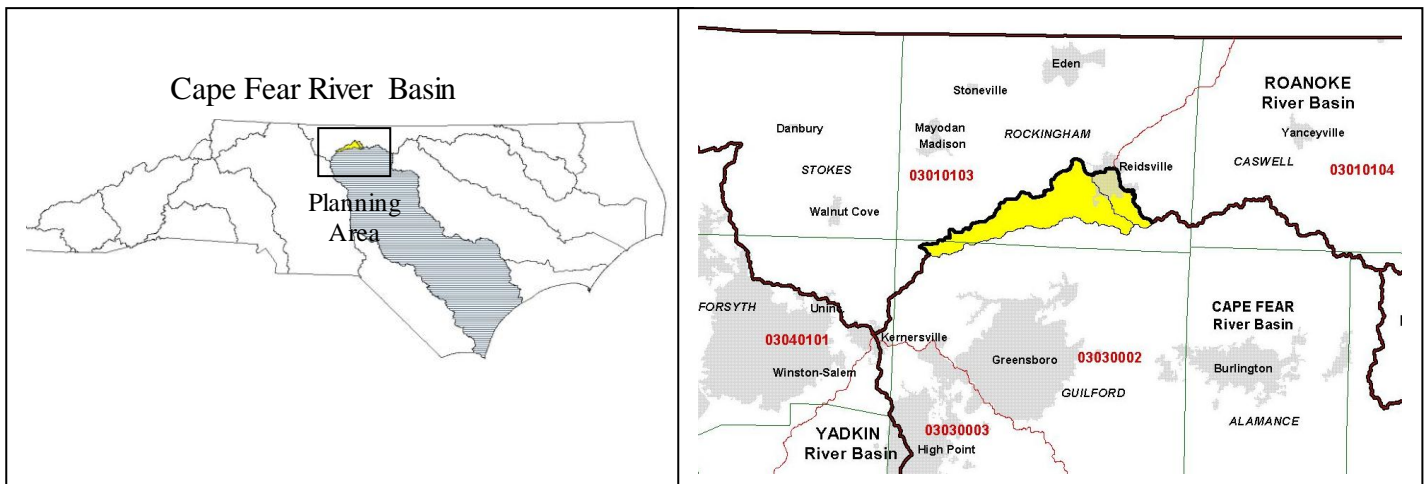 Cape Fear River Basin
Planning
Area
Eden
Stoneville
ROANOKE
River Basin
Danbury
Mayodan
Madison
ROCKINGHAM
Yanceyville
STOKES
03010103
Reidsville
CASWELL
03010104
Walnut Cove
FORSYTH
Uninc
CAPE FEAR
River Basin
03040101
Kernersville
Greensboro
03030002
Winston-Salem
Burlington
GUILFORD
ALAMANCE
YADKIN
River Basin
03030003
High Point